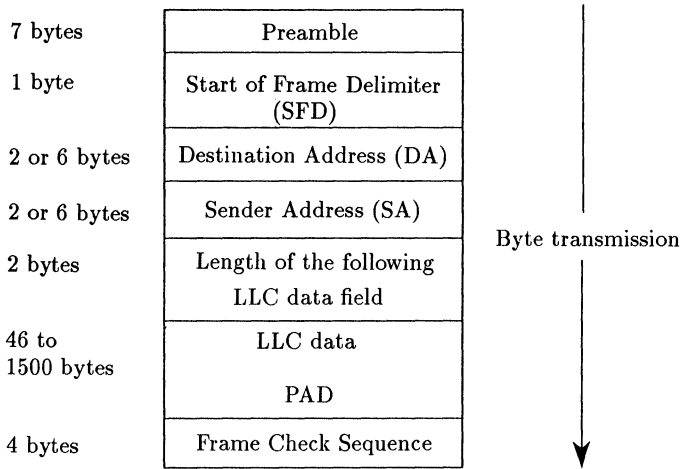 7 bytes Preamble
1 byte Start of Frame Delimiter
(SFD)
2 or 6 bytes Destination Address (DA)
2 or 6 bytes Sender Address (SA)
Byte transmission
2 bytes Length of the following
LLC data field
46 to LLC data
1500 bytes
PAD
4 bytes Frame Check Sequence